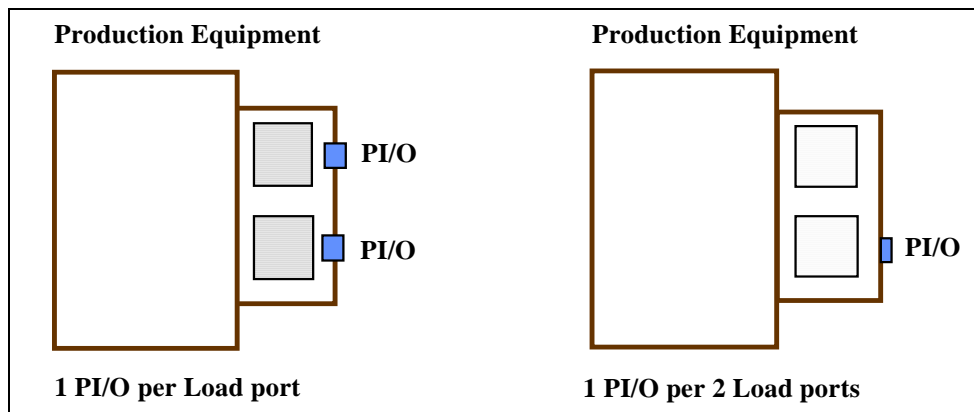 Production Equipment
PI/O
PI/O
1 PI/O per Load port
Production Equipment
PI/O
1 PI/O per 2 Load ports